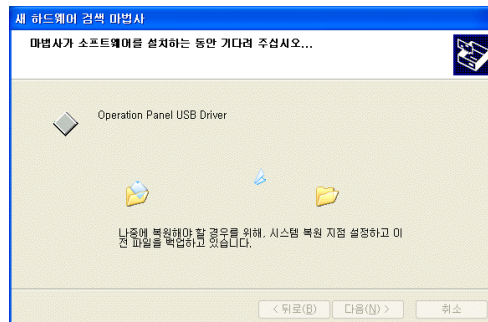 새 하드웨어 검색 마법사
마법사가 소프트웨어를 설치하는 동안 기다려 주십시오...
Operation Panel USB Driver
나중에 복원해야 할 경우를 위해, 시스템 복원 지점 설정하고 이
전 파일을 백업하고 있습니다.
< 뒤로(B) 다음(N) > 취소